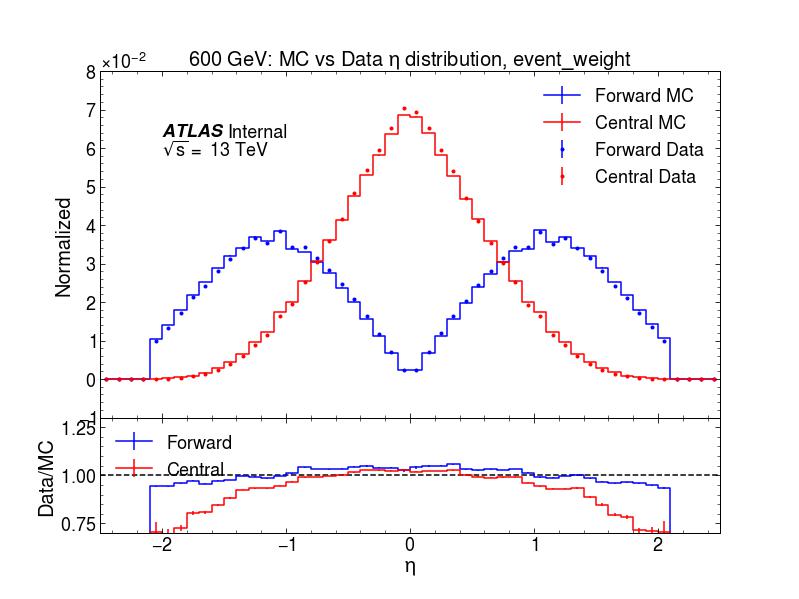 ×10⁻²
600 GeV: MC vs Data η distribution, event_weight
8
7
6
5
4
3
2
1
0
−1
Normalized
ATLAS Internal
√s = 13 TeV
Forward MC
Central MC
Forward Data
Central Data
1.25
1.00
0.75
Data/MC
Forward
Central
−2
−1
0
1
2
η